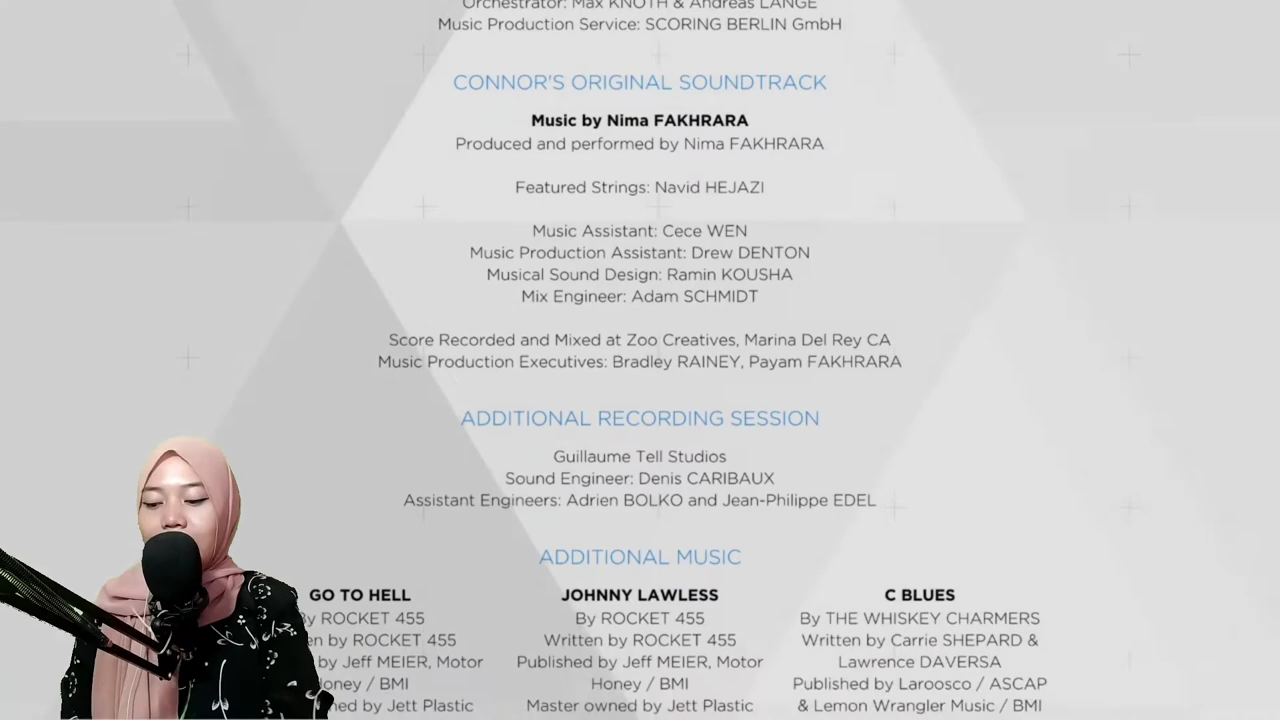 Orchestrator: Max KNOTH & Andreas LANGE
Music Production Service: SCORING BERLIN GmbH
CONNOR'S ORIGINAL SOUNDTRACK
Music by Nima FAKHRARA
Produced and performed by Nima FAKHRARA
Featured Strings: Navid HEJAZI
Music Assistant: Cece WEN
Music Production Assistant: Drew DENTON
Musical Sound Design: Ramin KOUSHA
Mix Engineer: Adam SCHMIDT
Score Recorded and Mixed at Zoo Creatives, Marina Del Rey CA
Music Production Executives: Bradley RAINEY, Payam FAKHRARA
ADDITIONAL RECORDING SESSION
Guillaume Tell Studios
Sound Engineer: Denis CARIBAUX
Assistant Engineers: Adrien BOLKO and Jean-Philippe EDEL
ADDITIONAL MUSIC
GO TO HELL
By ROCKET 455
by ROCKET 455
by Jeff MEIER, Motor
Honey / BMI
by Jett Plastic
JOHNNY LAWLESS
By ROCKET 455
Written by ROCKET 455
Published by Jeff MEIER, Motor
Honey / BMI
Master owned by Jett Plastic
C BLUES
By THE WHISKEY CHARMERS
Written by Carrie SHEPARD &
Lawrence DAVERSA
Published by Laroosco / ASCAP
& Lemon Wrangler Music / BMI